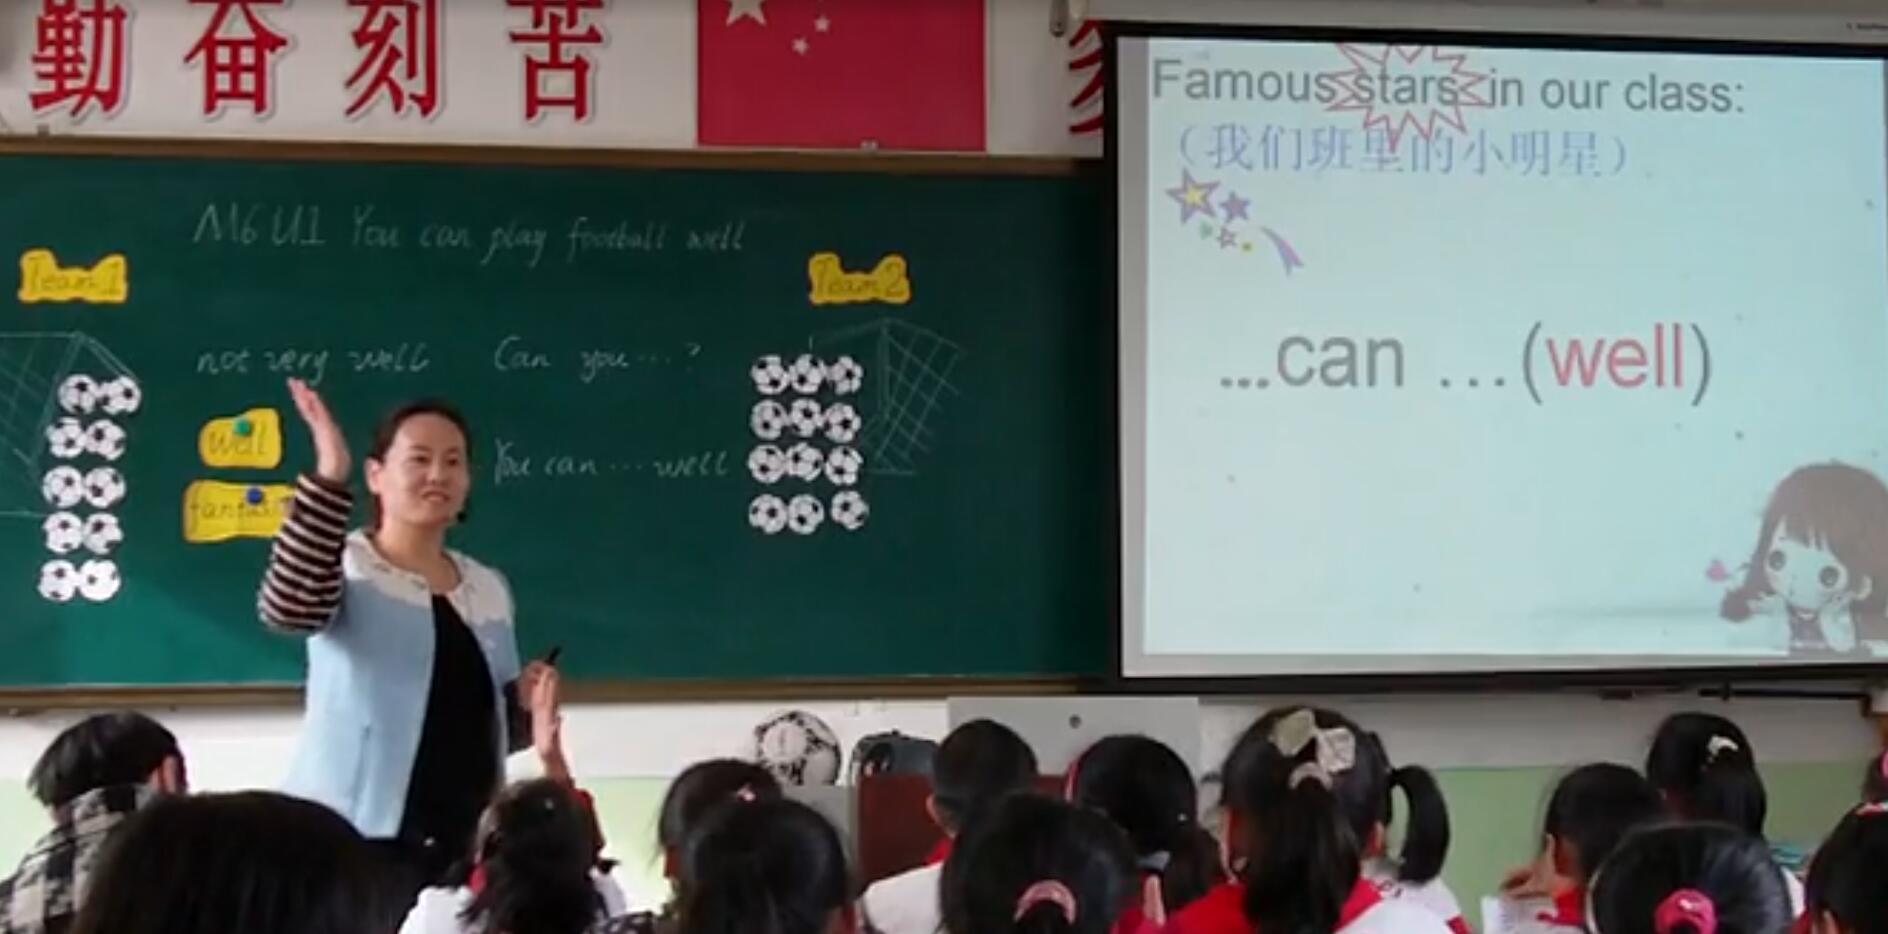 勤奋刻苦
Famous stars in our class:
(我们班里的小明星)
...can ...(well)
M6 U1 You can play football well
Team 1
Team 2
not very well
Can you ...?
well
You can ... well